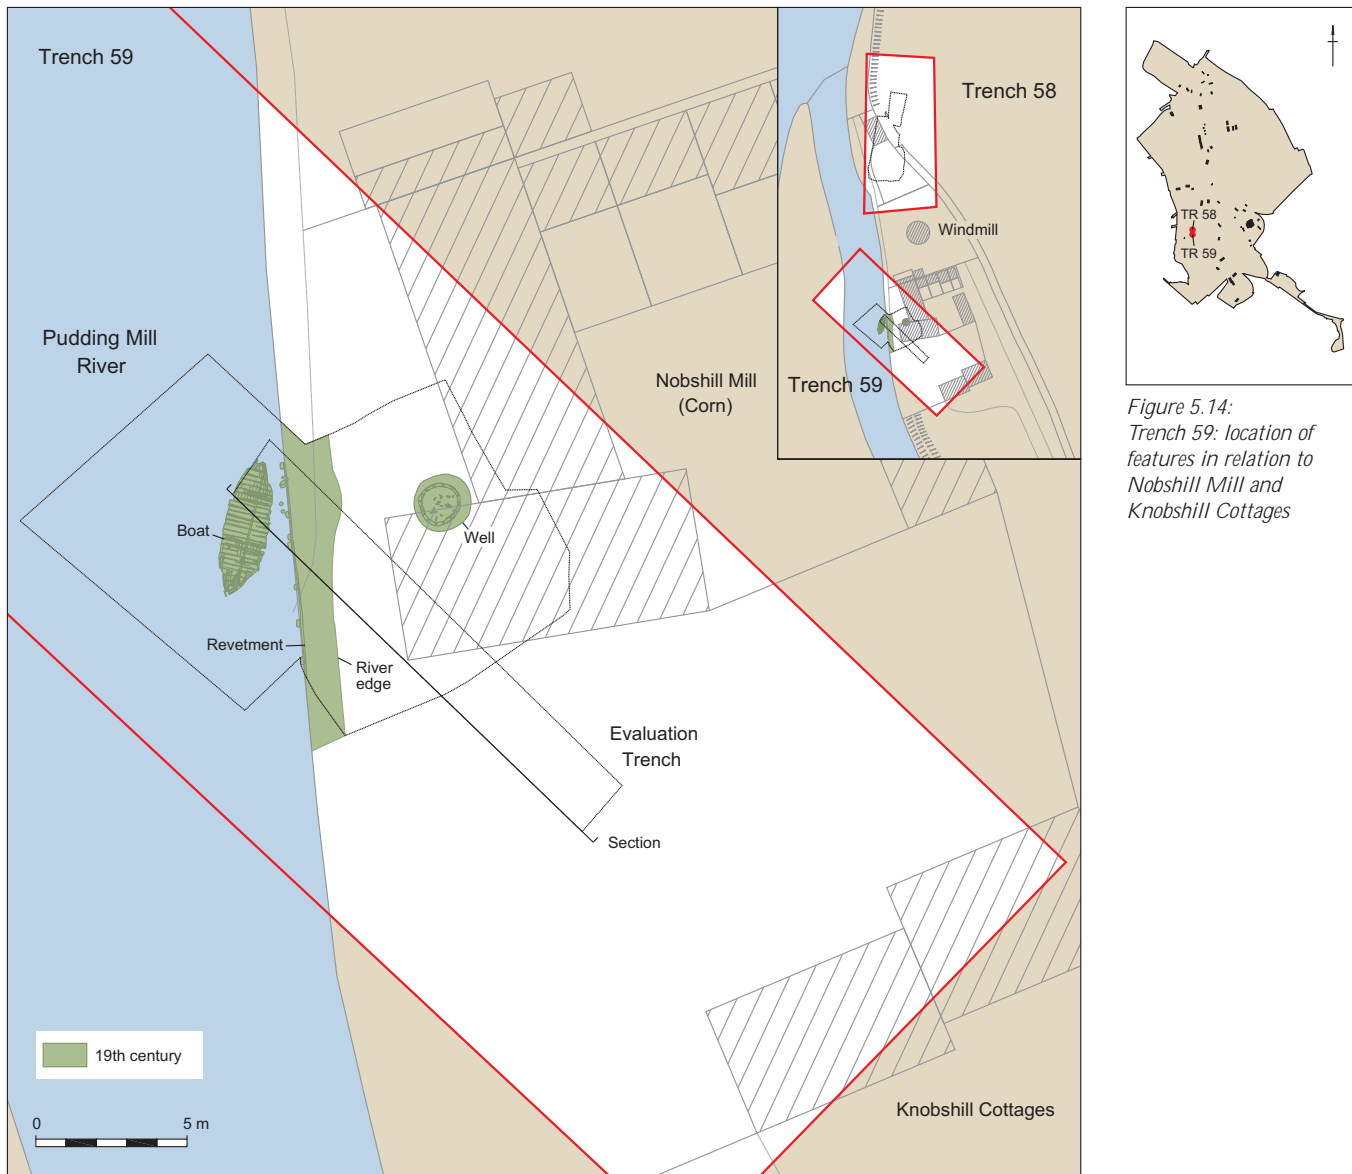 Trench 59
Pudding Mill
River
Boat
Revetment
River
edge
Well
Evaluation
Trench
Section
Nobshill Mill
(Corn)
Knobshill Cottages
19th century
0
5 m
Trench 58
Windmill
Trench 59
TR 58
TR 59
Figure 5.14:
Trench 59: location of
features in relation to
Nobshill Mill and
Knobshill Cottages